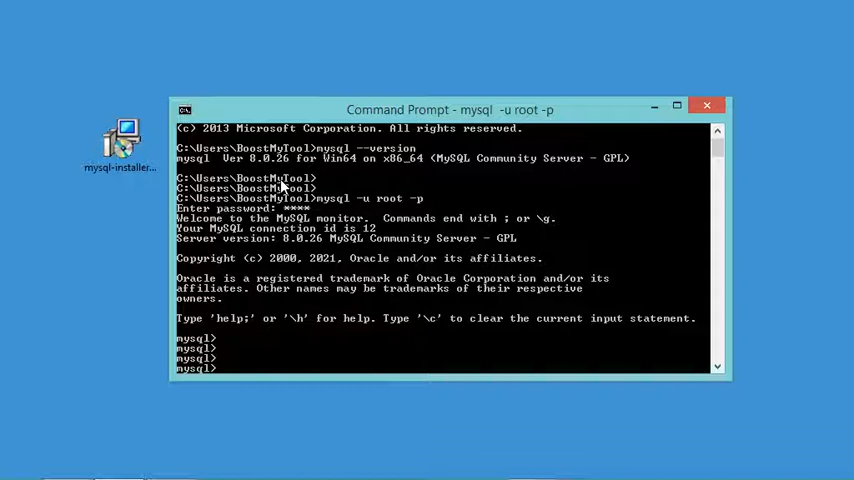 Command Prompt - mysql -u root -p
(c) 2013 Microsoft Corporation. All rights reserved.
C:\Users\BoostMyTool>mysql --version
mysql  Ver 8.0.26 for Win64 on x86_64 (MySQL Community Server - GPL)
C:\Users\BoostMyTool>
C:\Users\BoostMyTool>
C:\Users\BoostMyTool>mysql -u root -p
Enter password: ****
Welcome to the MySQL monitor.  Commands end with ; or \g.
Your MySQL connection id is 12
Server version: 8.0.26 MySQL Community Server - GPL
Copyright (c) 2000, 2021, Oracle and/or its affiliates.
Oracle is a registered trademark of Oracle Corporation and/or its
affiliates. Other names may be trademarks of their respective
owners.
Type 'help;' or '\h' for help. Type '\c' to clear the current input statement.
mysql>
mysql>
mysql>
mysql>
mysql-installer...